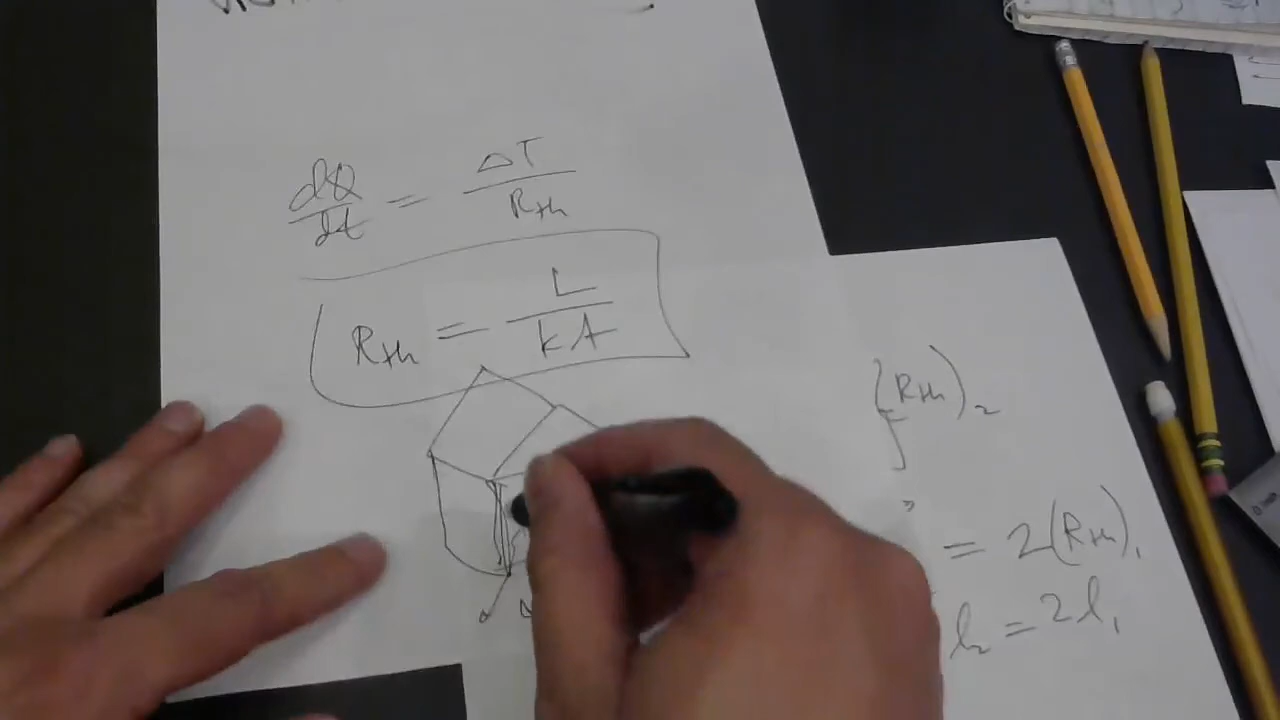 dQ/dt = ΔT/R_th
R_th = L/kA
(R_th)_2
= 2(R_th)_1
l_2 = 2l_1